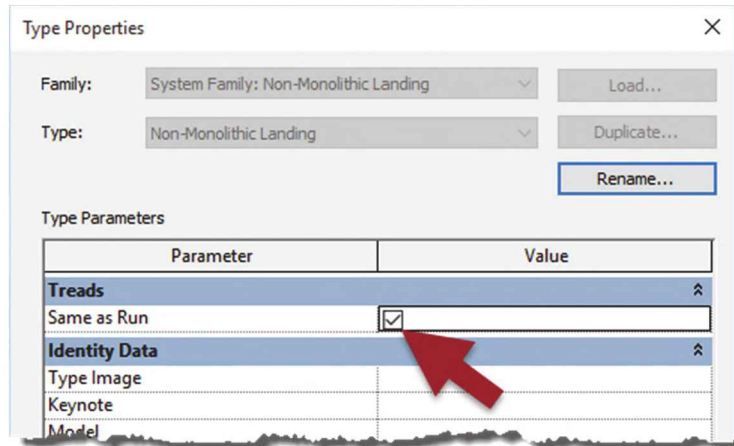 Type Properties
Family: System Family: Non-Monolithic Landing Load...
Type: Non-Monolithic Landing Duplicate...
Rename...
Type Parameters
Parameter Value
Treads
Same as Run
Identity Data
Type Image
Keynote
Model